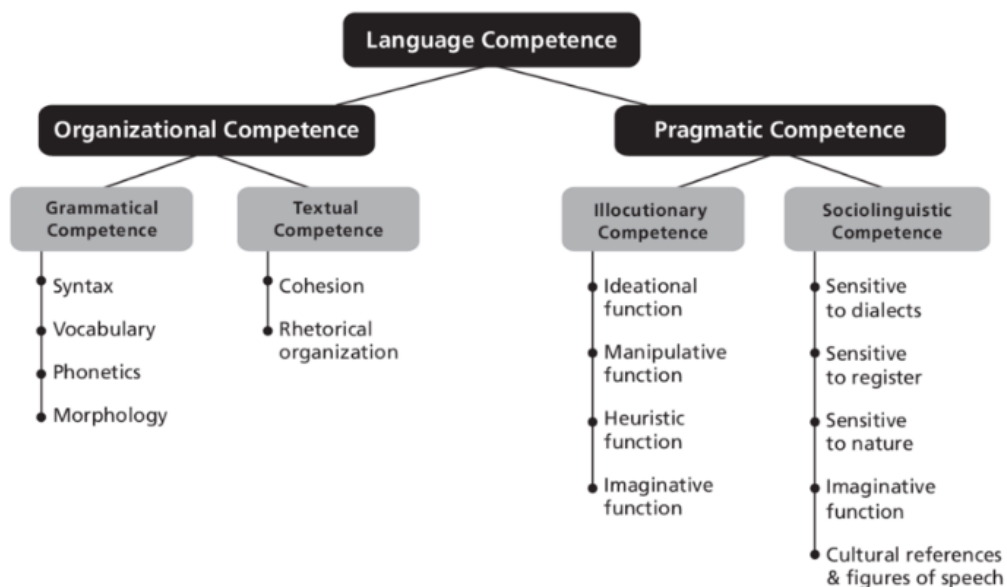 Language Competence
Organizational Competence
Pragmatic Competence
Grammatical
Competence
Syntax
Vocabulary
Phonetics
Morphology
Textual
Competence
Cohesion
Rhetorical
organization
Illocutionary
Competence
Ideational
function
Manipulative
function
Heuristic
function
Imaginative
function
Sociolinguistic
Competence
Sensitive
to dialects
Sensitive
to register
Sensitive
to nature
Imaginative
function
Cultural references
& figures of speech